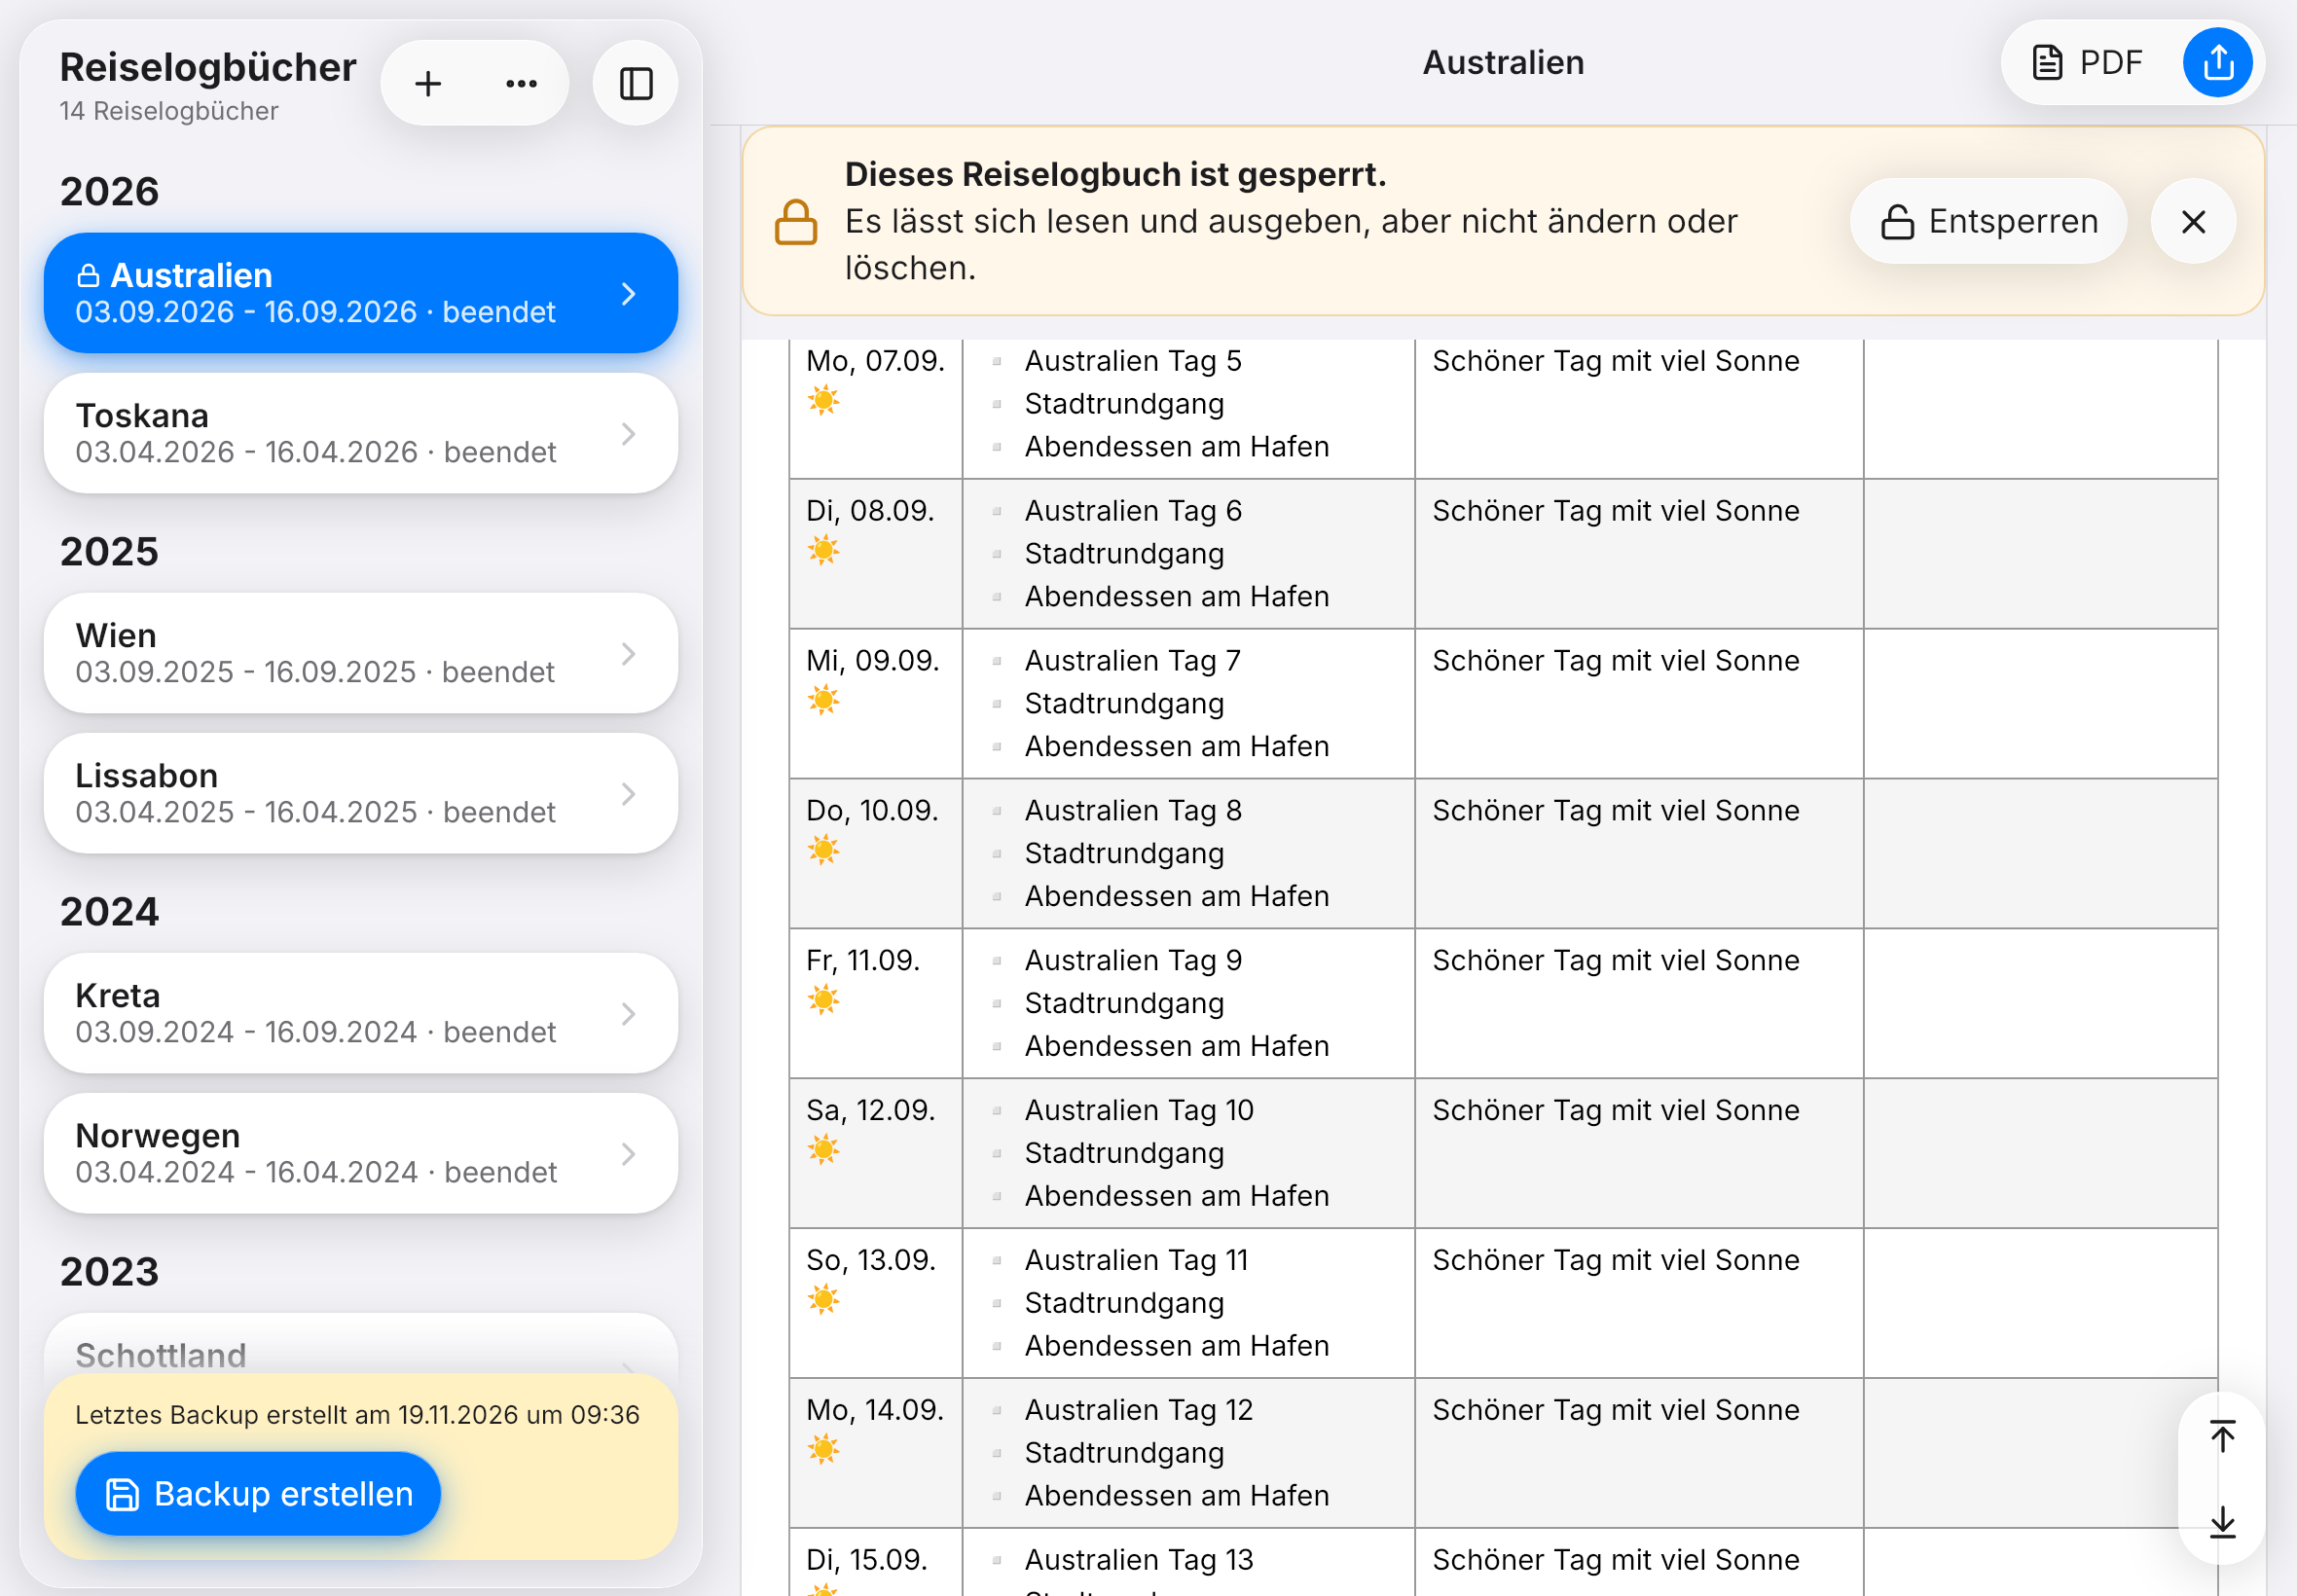 Reiselogbücher
14 Reiselogbücher
2026
Australien
03.09.2026 - 16.09.2026 · beendet
Toskana
03.04.2026 - 16.04.2026 · beendet
2025
Wien
03.09.2025 - 16.09.2025 · beendet
Lissabon
03.04.2025 - 16.04.2025 · beendet
2024
Kreta
03.09.2024 - 16.09.2024 · beendet
Norwegen
03.04.2024 - 16.04.2024 · beendet
2023
Schottland
Letztes Backup erstellt am 19.11.2026 um 09:36
Backup erstellen
Australien
PDF
Dieses Reiselogbuch ist gesperrt.
Es lässt sich lesen und ausgeben, aber nicht ändern oder
löschen.
Entsperren
Mo, 07.09.
Australien Tag 5
Stadtrundgang
Abendessen am Hafen
Schöner Tag mit viel Sonne
Di, 08.09.
Australien Tag 6
Stadtrundgang
Abendessen am Hafen
Schöner Tag mit viel Sonne
Mi, 09.09.
Australien Tag 7
Stadtrundgang
Abendessen am Hafen
Schöner Tag mit viel Sonne
Do, 10.09.
Australien Tag 8
Stadtrundgang
Abendessen am Hafen
Schöner Tag mit viel Sonne
Fr, 11.09.
Australien Tag 9
Stadtrundgang
Abendessen am Hafen
Schöner Tag mit viel Sonne
Sa, 12.09.
Australien Tag 10
Stadtrundgang
Abendessen am Hafen
Schöner Tag mit viel Sonne
So, 13.09.
Australien Tag 11
Stadtrundgang
Abendessen am Hafen
Schöner Tag mit viel Sonne
Mo, 14.09.
Australien Tag 12
Stadtrundgang
Abendessen am Hafen
Schöner Tag mit viel Sonne
Di, 15.09.
Australien Tag 13
Schöner Tag mit viel Sonne